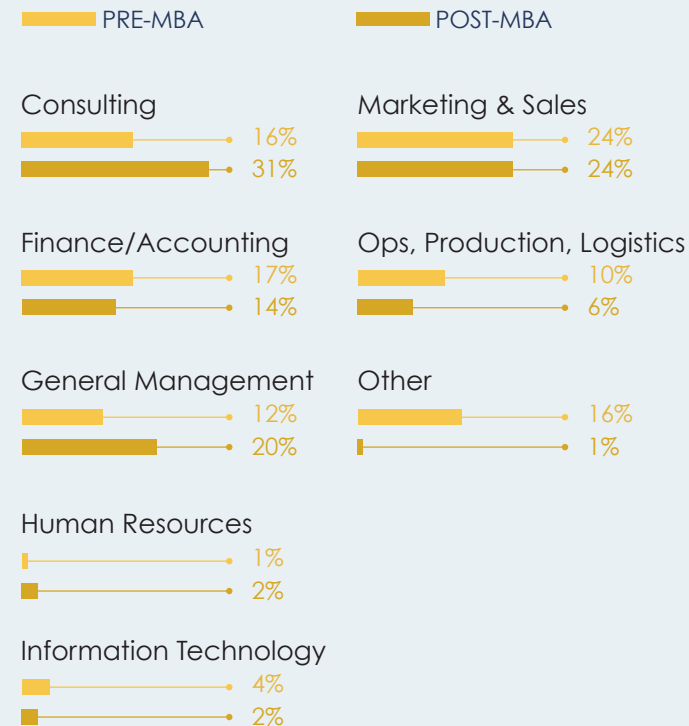 PRE-MBA
POST-MBA
Consulting
16%
31%
Marketing & Sales
24%
24%
Finance/Accounting
17%
14%
Ops, Production, Logistics
10%
6%
General Management
12%
20%
Other
16%
1%
Human Resources
1%
2%
Information Technology
4%
2%